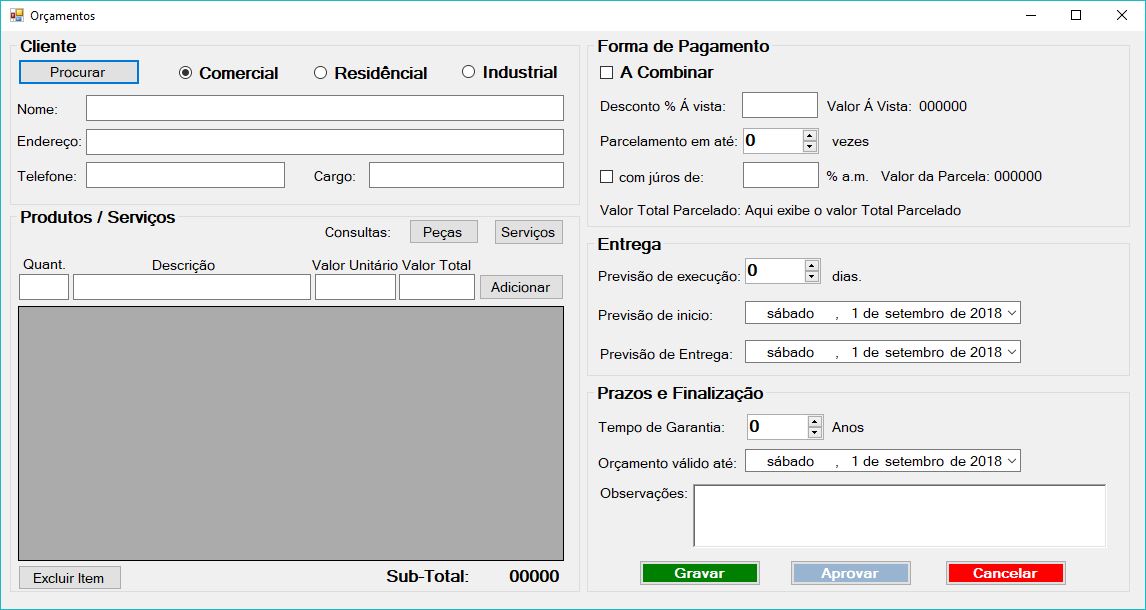 Orçamentos
Cliente
Procurar Comercial Residêncial Industrial
Nome:
Endereço:
Telefone: Cargo:
Produtos / Serviços
Consultas: Peças Serviços
Quant. Descrição Valor Unitário Valor Total
Adicionar
Excluir Item Sub-Total: 00000
Forma de Pagamento
A Combinar
Desconto % Á vista: Valor Á Vista: 000000
Parcelamento em até: 0 vezes
com júros de: % a.m. Valor da Parcela: 000000
Valor Total Parcelado: Aqui exibe o valor Total Parcelado
Entrega
Previsão de execução: 0 dias.
Previsão de inicio: sábado , 1 de setembro de 2018
Previsão de Entrega: sábado , 1 de setembro de 2018
Prazos e Finalização
Tempo de Garantia: 0 Anos
Orçamento válido até: sábado , 1 de setembro de 2018
Observações:
Gravar Aprovar Cancelar